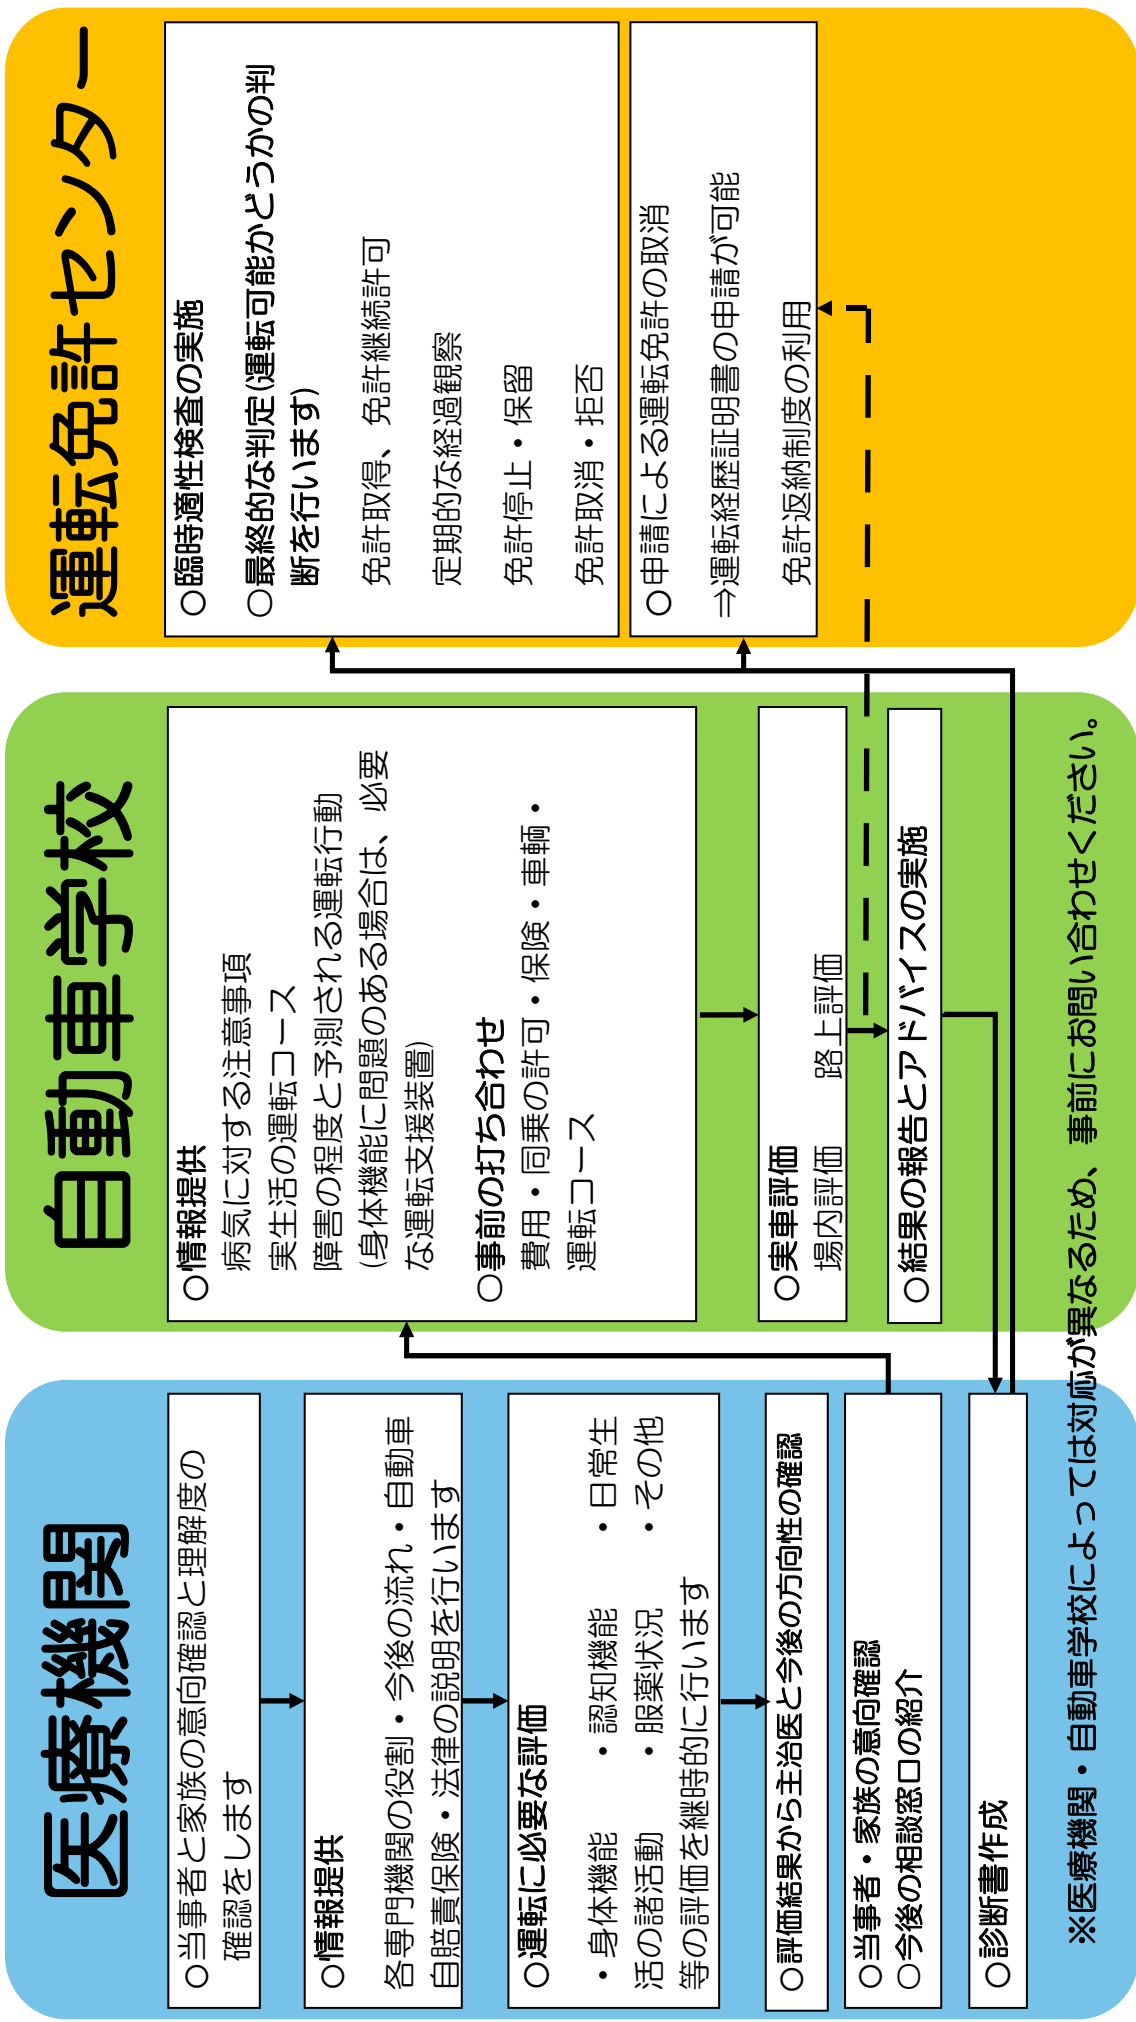 医療機関
○当事者と家族の意向確認と理解度の
確認をします
○情報提供
各専門機関の役割・今後の流れ・自動車
自賠責保険・法律の説明を行います
○運転に必要な評価
・身体機能　・認知機能　・日常生
活の諸活動　・服薬状況　・その他
等の評価を継時的に行います
○評価結果から主治医と今後の方向性の確認
○当事者・家族の意向確認
○今後の相談窓口の紹介
○診断書作成
自動車学校
○情報提供
病気に対する注意事項
実生活の運転コース
障害の程度と予測される運転行動
(身体機能に問題のある場合は、必要
な運転支援装置)
○事前の打ち合わせ
費用・同乗の許可・保険・車輌・
運転コース
○実車評価
場内評価　路上評価
○結果の報告とアドバイスの実施
運転免許センター
○臨時適性検査の実施
○最終的な判定(運転可能かどうかの判
断を行います)
免許取得、免許継続許可
定期的な経過観察
免許停止・保留
免許取消・拒否
○申請による運転免許の取消
⇒運転経歴証明書の申請が可能
免許返納制度の利用
※医療機関・自動車学校によっては対応が異なるため、事前にお問い合わせください。